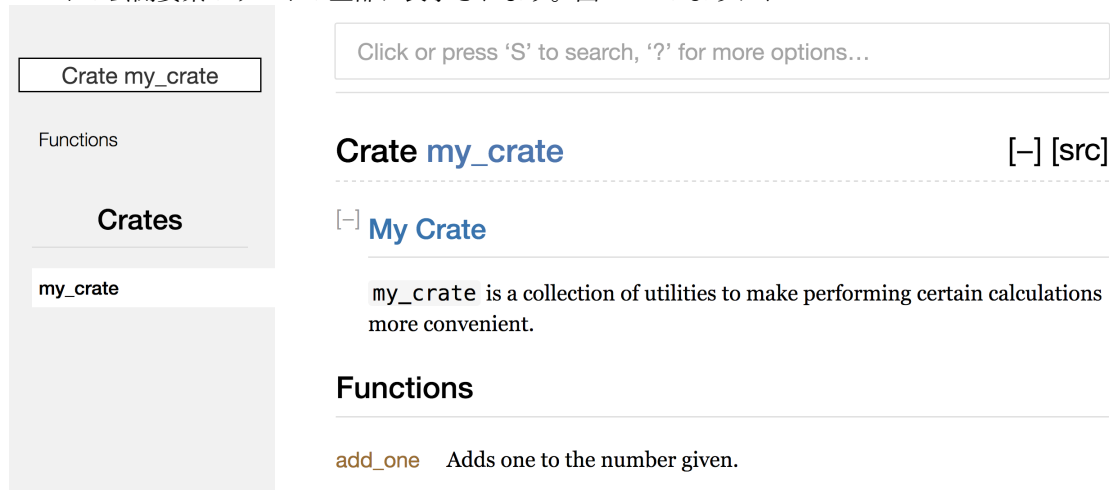 Click or press ‘S’ to search, ‘?’ for more options…
Crate my_crate
Functions
Crates
my_crate
Crate my_crate
[−] [src]
[−] My Crate
my_crate is a collection of utilities to make performing certain calculations
more convenient.
Functions
add_one Adds one to the number given.